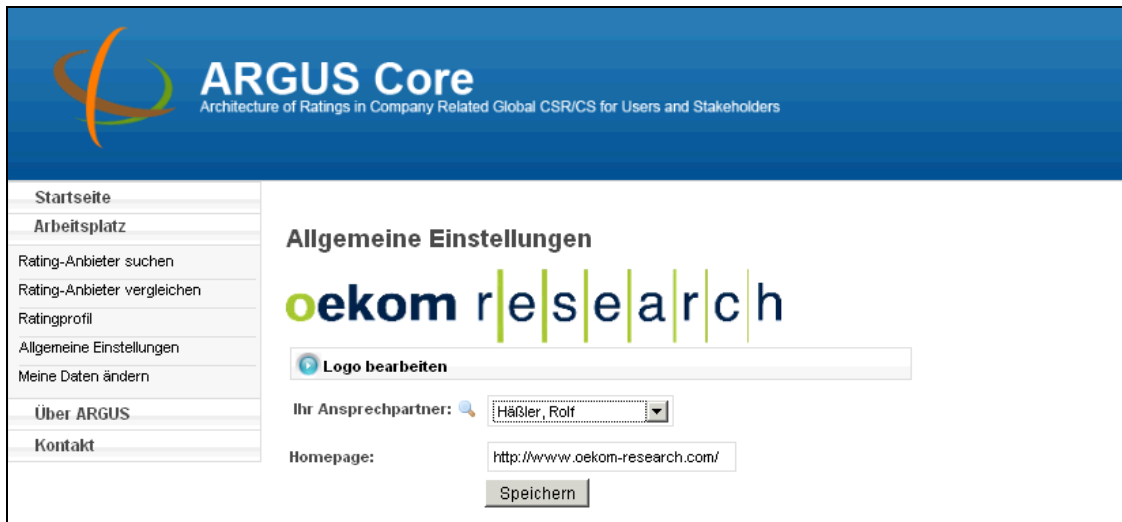 ARGUS Core
Architecture of Ratings in Company Related Global CSR/CS for Users and Stakeholders
Startseite
Arbeitsplatz
Rating-Anbieter suchen
Rating-Anbieter vergleichen
Ratingprofil
Allgemeine Einstellungen
Meine Daten ändern
Über ARGUS
Kontakt
Allgemeine Einstellungen
oekom r|e|s|e|a|r|c|h
Logo bearbeiten
Ihr Ansprechpartner: Häßler, Rolf
Homepage: http://www.oekom-research.com/
Speichern